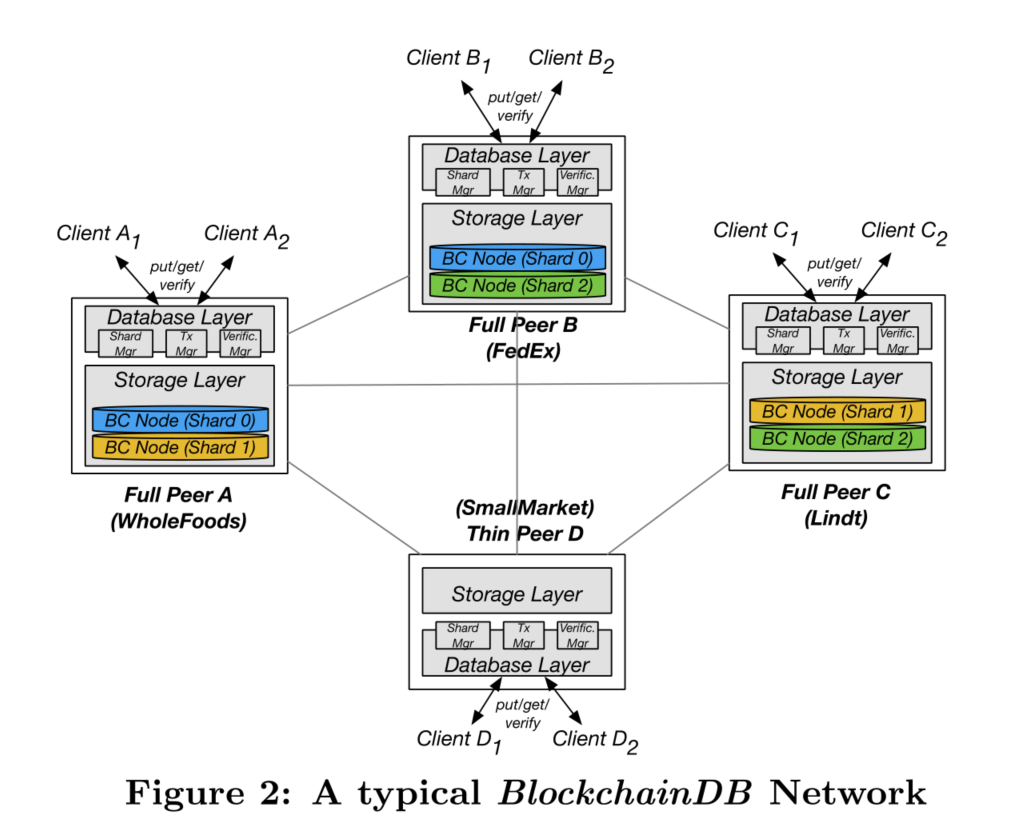 Client B1 Client B2
put/get/
verify
Database Layer
Shard Mgr
Tx Mgr
Verific. Mgr
Storage Layer
BC Node (Shard 0)
BC Node (Shard 2)
Full Peer B
(FedEx)
Client A1 Client A2
put/get/
verify
Database Layer
Shard Mgr
Tx Mgr
Verific. Mgr
Storage Layer
BC Node (Shard 0)
BC Node (Shard 1)
Full Peer A
(WholeFoods)
Client C1 Client C2
put/get/
verify
Database Layer
Shard Mgr
Tx Mgr
Verific. Mgr
Storage Layer
BC Node (Shard 1)
BC Node (Shard 2)
Full Peer C
(Lindt)
(SmallMarket)
Thin Peer D
Storage Layer
Shard Mgr
Tx Mgr
Verific. Mgr
Database Layer
put/get/
verify
Client D1 Client D2
Figure 2: A typical BlockchainDB Network